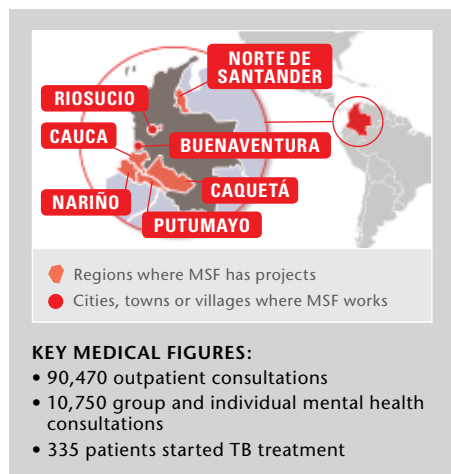 NORTE DE
SANTANDER
RIOSUCIO
CAUCA
BUENAVENTURA
NARIÑO
CAQUETÁ
PUTUMAYO
Regions where MSF has projects
Cities, towns or villages where MSF works
KEY MEDICAL FIGURES:
• 90,470 outpatient consultations
• 10,750 group and individual mental health
consultations
• 335 patients started TB treatment